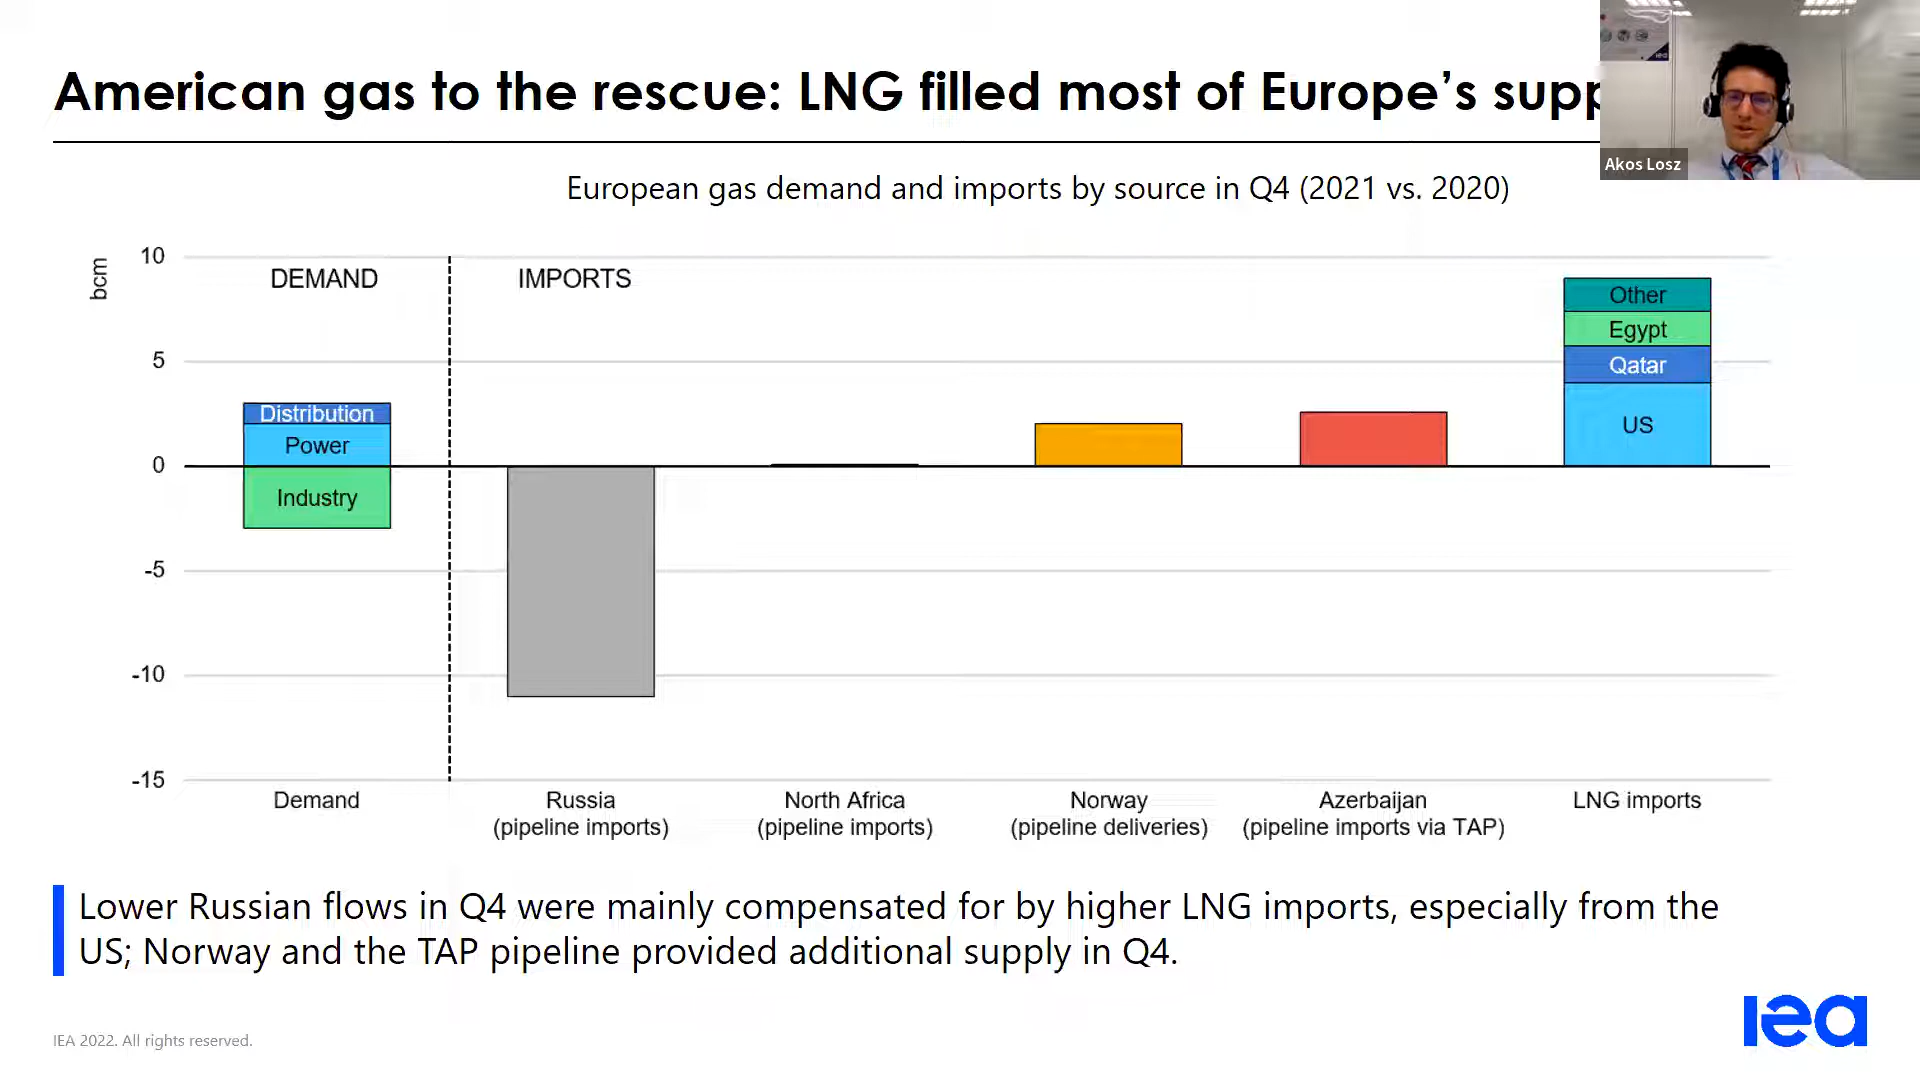 American gas to the rescue: LNG filled most of Europe's
Akos Losz
European gas demand and imports by source in Q4 (2021 vs. 2020)
bcm
10
5
0
-5
-10
-15
DEMAND
IMPORTS
Distribution
Power
Industry
Other
Egypt
Qatar
US
Demand
Russia
(pipeline imports)
North Africa
(pipeline imports)
Norway
(pipeline deliveries)
Azerbaijan
(pipeline imports via TAP)
LNG imports
Lower Russian flows in Q4 were mainly compensated for by higher LNG imports, especially from the
US; Norway and the TAP pipeline provided additional supply in Q4.
IEA 2022. All rights reserved.
iea